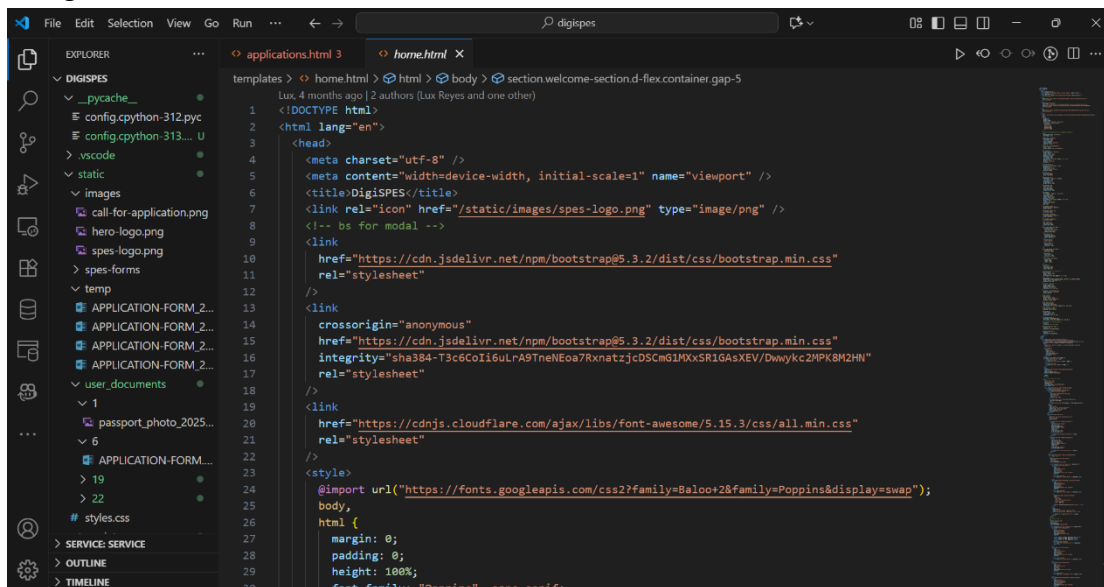 File Edit Selection View Go Run ··· digispes
EXPLORER ···
DIGISPES
__pycache__
config.cpython-312.pyc
config.cpython-313.... U
.vscode
static
images
call-for-application.png
hero-logo.png
spes-logo.png
spes-forms
temp
APPLICATION-FORM_2...
APPLICATION-FORM_2...
APPLICATION-FORM_2...
APPLICATION-FORM_2...
user_documents
1
passport_photo_2025...
6
APPLICATION-FORM....
19
22
# styles.css
SERVICE: SERVICE
OUTLINE
TIMELINE
applications.html 3 home.html
templates > home.html > html > body > section.welcome-section.d-flex.container.gap-5
Lux, 4 months ago | 2 authors (Lux Reyes and one other)
1 <!DOCTYPE html>
2 <html lang="en">
3 <head>
4 <meta charset="utf-8" />
5 <meta content="width=device-width, initial-scale=1" name="viewport" />
6 <title>DigiSPES</title>
7 <link rel="icon" href="/static/images/spes-logo.png" type="image/png" />
8 <!-- bs for modal -->
9 <link
10 href="https://cdn.jsdelivr.net/npm/bootstrap@5.3.2/dist/css/bootstrap.min.css"
11 rel="stylesheet"
12 />
13 <link
14 crossorigin="anonymous"
15 href="https://cdn.jsdelivr.net/npm/bootstrap@5.3.2/dist/css/bootstrap.min.css"
16 integrity="sha384-T3c6CoIi6uLrA9TneNEoa7RxnatzjcDSCmG1MXxSR1GAsXEV/Dwwykc2MPK8M2HN"
17 rel="stylesheet"
18 />
19 <link
20 href="https://cdnjs.cloudflare.com/ajax/libs/font-awesome/5.15.3/css/all.min.css"
21 rel="stylesheet"
22 />
23 <style>
24 @import url("https://fonts.googleapis.com/css2?family=Baloo+2&family=Poppins&display=swap");
25 body,
26 html {
27 margin: 0;
28 padding: 0;
29 height: 100%;